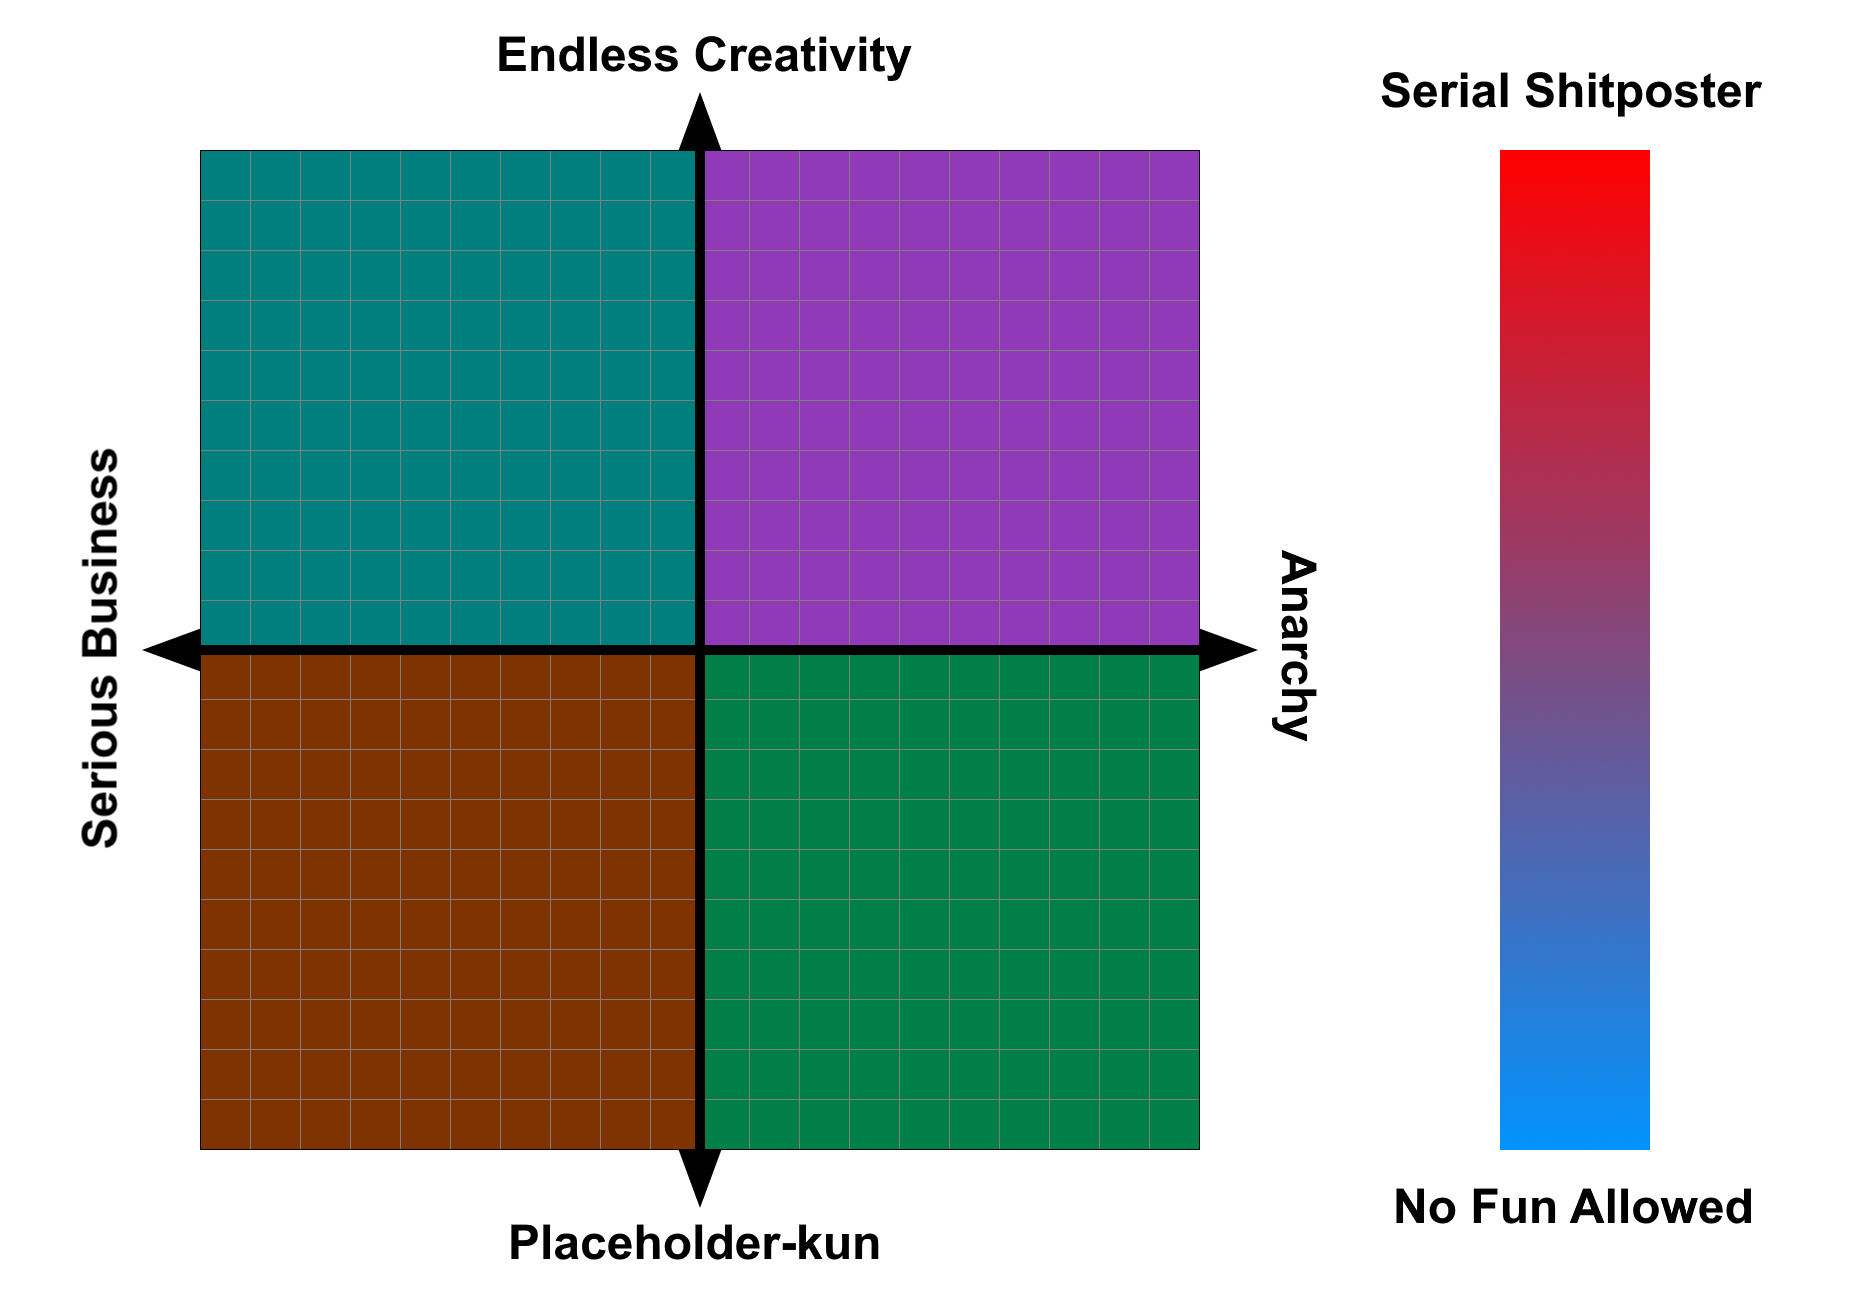 Endless Creativity
Serial Shitposter
Serious Business
Anarchy
Placeholder-kun
No Fun Allowed